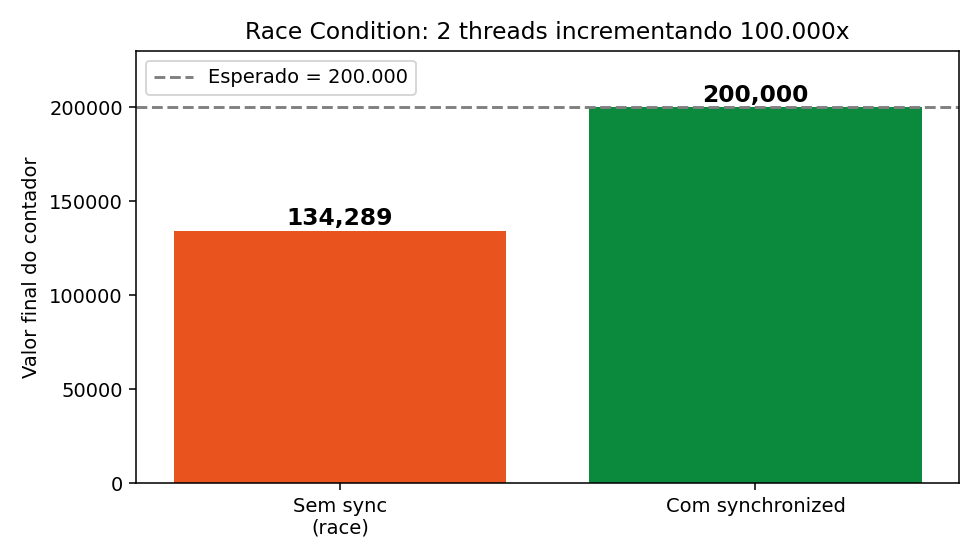 Race Condition: 2 threads incrementando 100.000x
Esperado = 200.000
Valor final do contador
200000
150000
100000
50000
0
134,289
200,000
Sem sync
(race)
Com synchronized